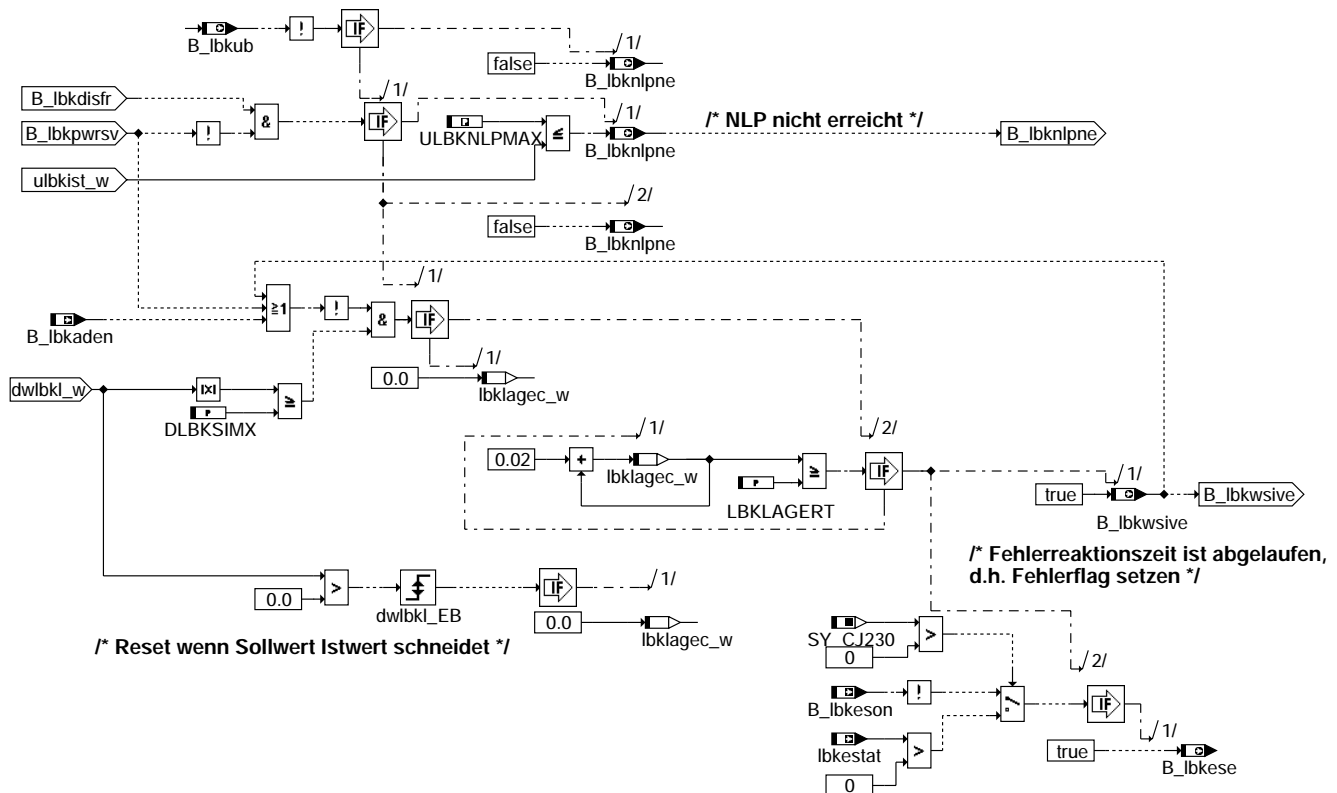 B_lbkub
!
IF
/1/
false
B_lbknlpne
/1/
B_lbkdisfr
B_lbkpwrsv
!
&
IF
ULBKNLPMAX
P
≤
/1/
B_lbknlpne
/* NLP nicht erreicht */
B_lbknlpne
ulbkist_w
/2/
false
B_lbknlpne
/1/
B_lbkaden
≥1
!
&
IF
/1/
0.0
lbklagec_w
dwlbkl_w
|X|
P
DLBKSIMX
≥
/1/
/2/
0.02
+
lbklagec_w
P
LBKLAGERT
≥
IF
/1/
true
B_lbkwsive
B_lbkwsive
/* Fehlerreaktionszeit ist abgelaufen,
d.h. Fehlerflag setzen */
0.0
>
dwlbkl_EB
IF
/1/
0.0
lbklagec_w
/* Reset wenn Sollwert Istwert schneidet */
SY_CJ230
0
>
/2/
B_lbkeson
!
IF
/1/
lbkestat
0
>
true
B_lbkese